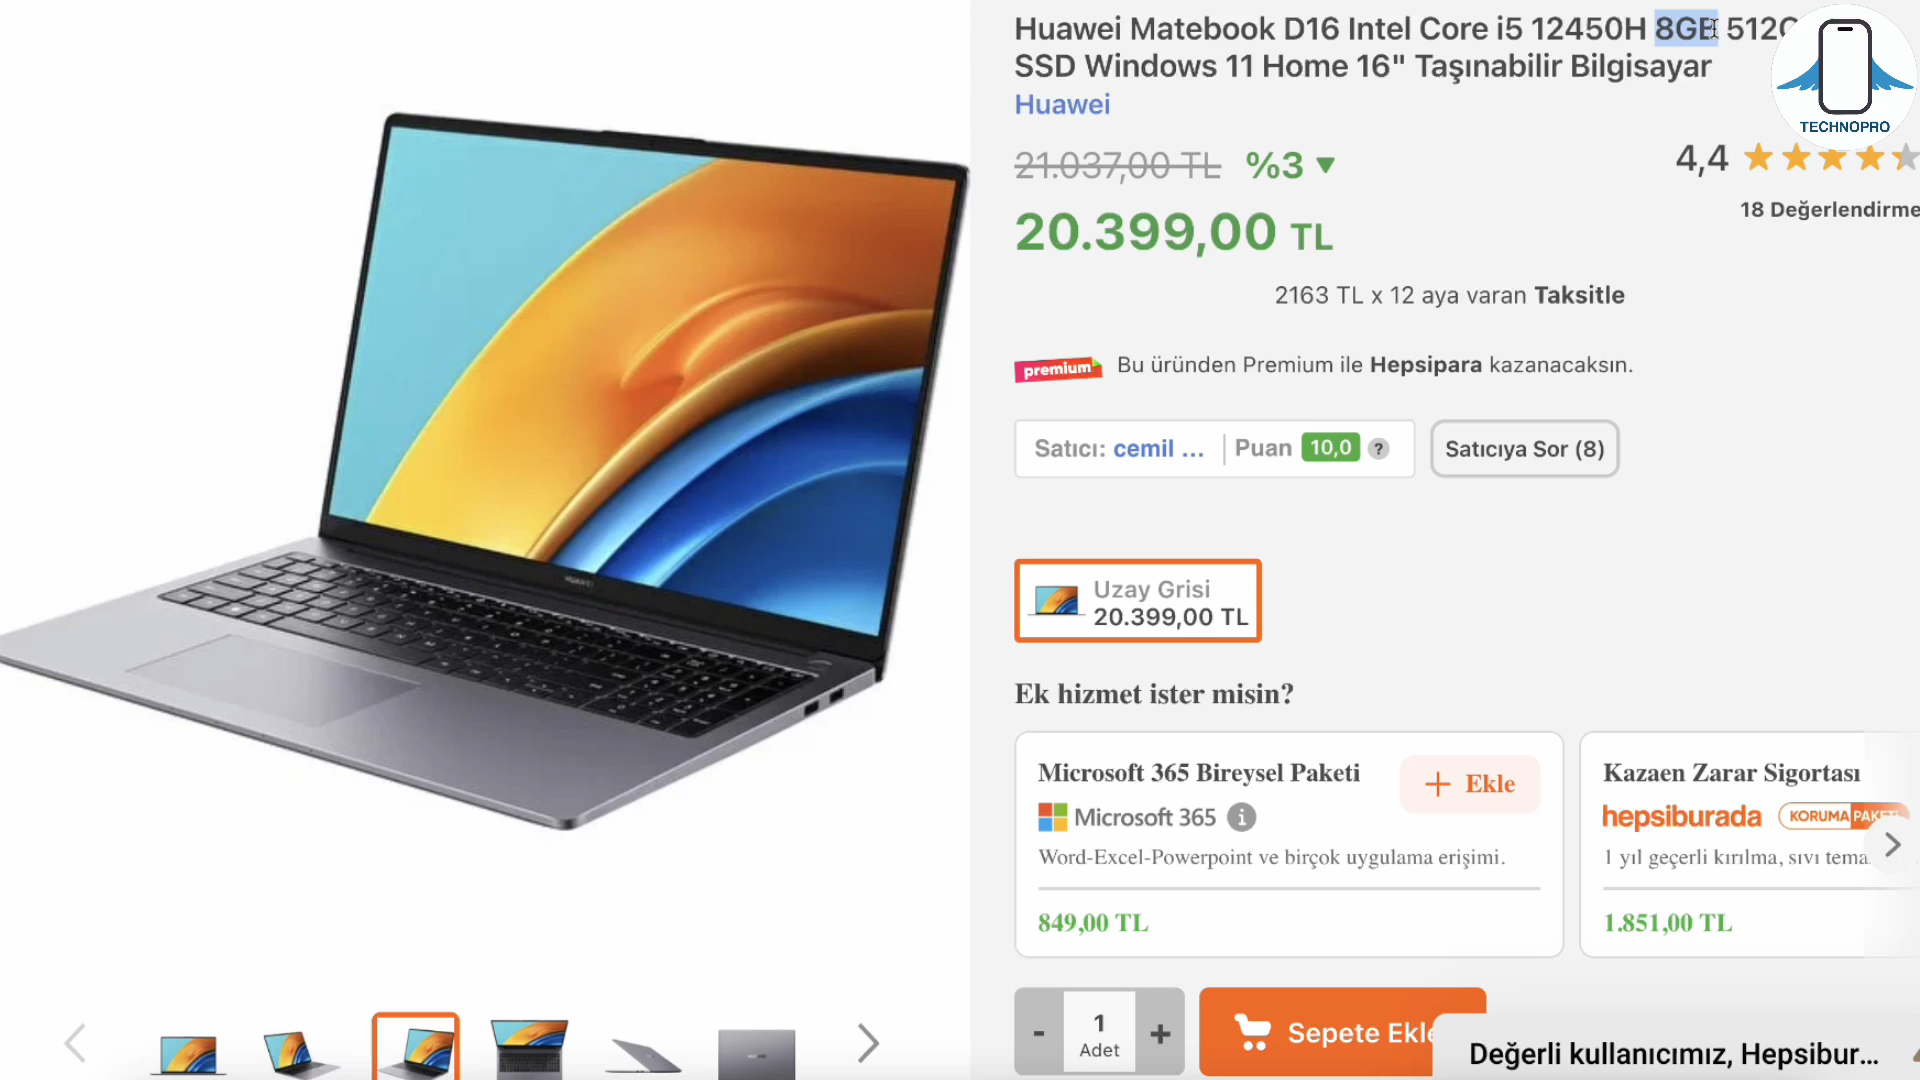 Huawei Matebook D16 Intel Core i5 12450H 8GB 512G
SSD Windows 11 Home 16" Taşınabilir Bilgisayar
Huawei
TECHNOPRO
21.037,00 TL %3
4,4
18 Değerlendirme
20.399,00 TL
2163 TL x 12 aya varan Taksitle
premium Bu üründen Premium ile Hepsipara kazanacaksın.
Satıcı: cemil ... Puan 10,0 ?
Satıcıya Sor (8)
Uzay Grisi
20.399,00 TL
Ek hizmet ister misin?
Microsoft 365 Bireysel Paketi
+ Ekle
Microsoft 365 i
Word-Excel-Powerpoint ve birçok uygulama erişimi.
849,00 TL
Kazaen Zarar Sigortası
hepsiburada KORUMA PAKETİ
1 yıl geçerli kırılma, sıvı tema...
1.851,00 TL
- 1 +
Adet
Sepete Ekle
Değerli kullanıcımız, Hepsibur...